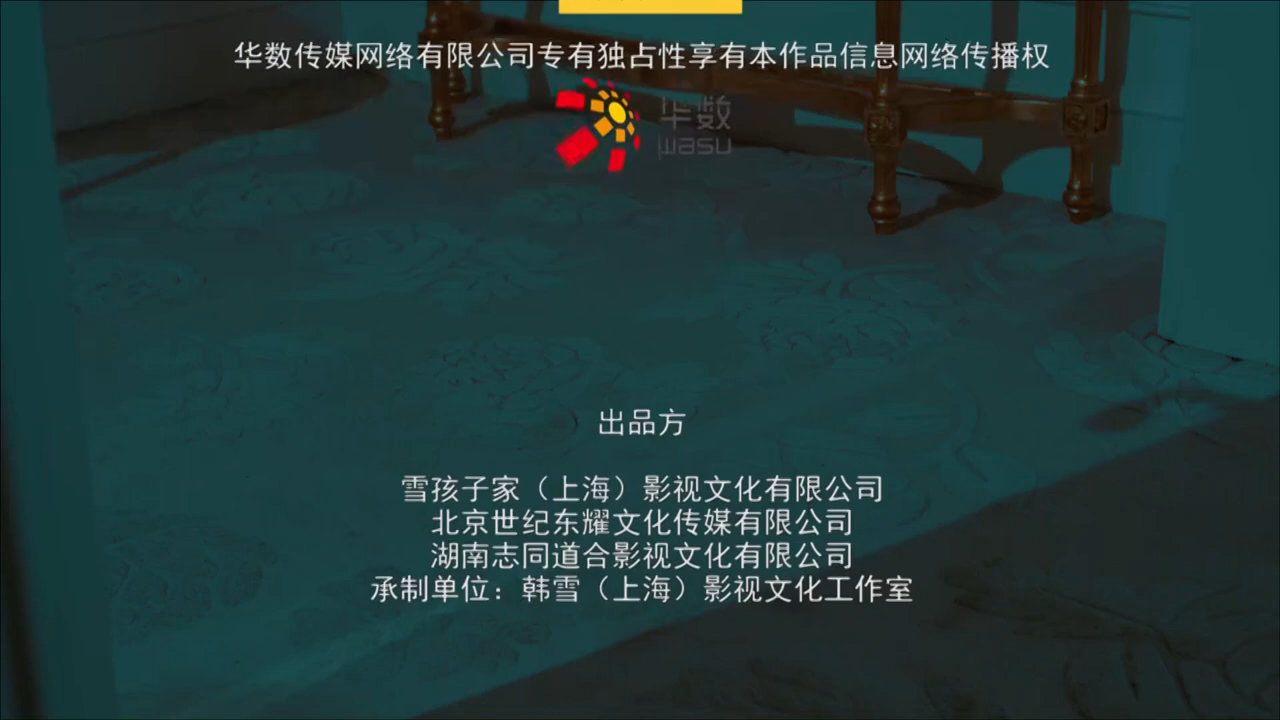 华数传媒网络有限公司专有独占性享有本作品信息网络传播权
华数
wasu
出品方
雪孩子家（上海）影视文化有限公司
北京世纪东耀文化传媒有限公司
湖南志同道合影视文化有限公司
承制单位：韩雪（上海）影视文化工作室